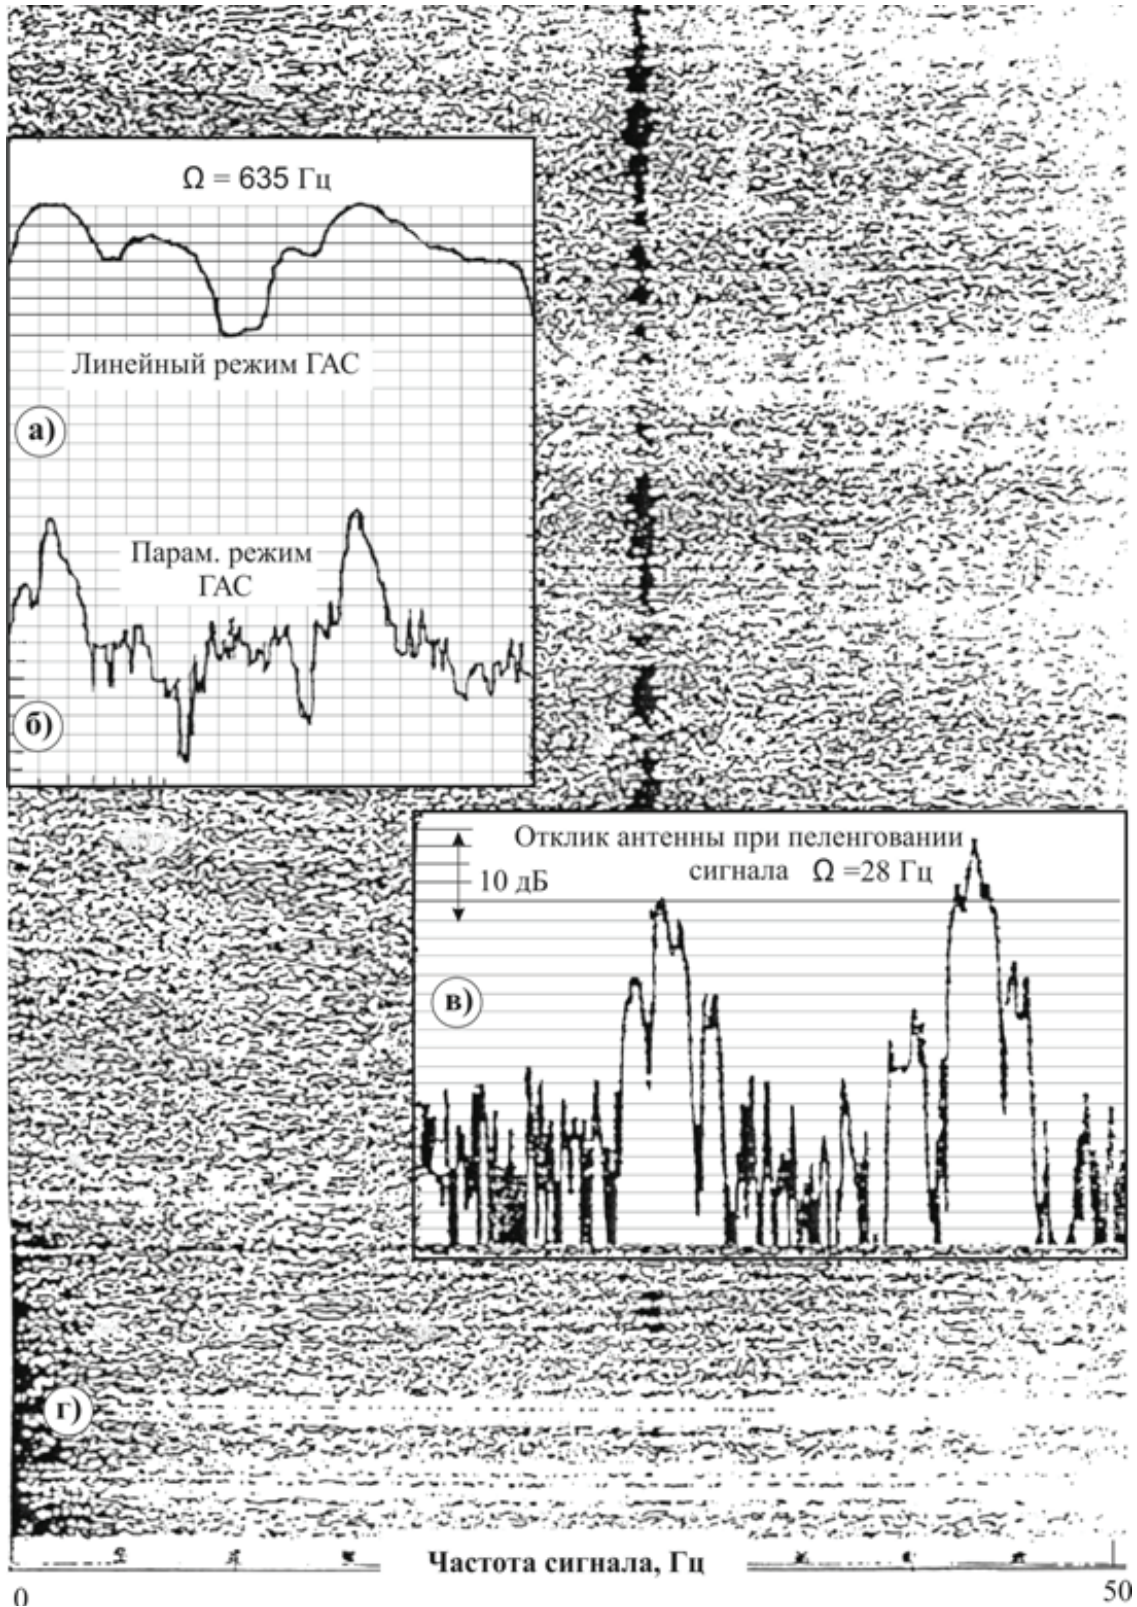 Ω = 635 Гц
Линейный режим ГАС
а)
Парам. режим
ГАС
б)
Отклик антенны при пеленговании
сигнала Ω =28 Гц
10 дБ
в)
г)
Частота сигнала, Гц
0
50